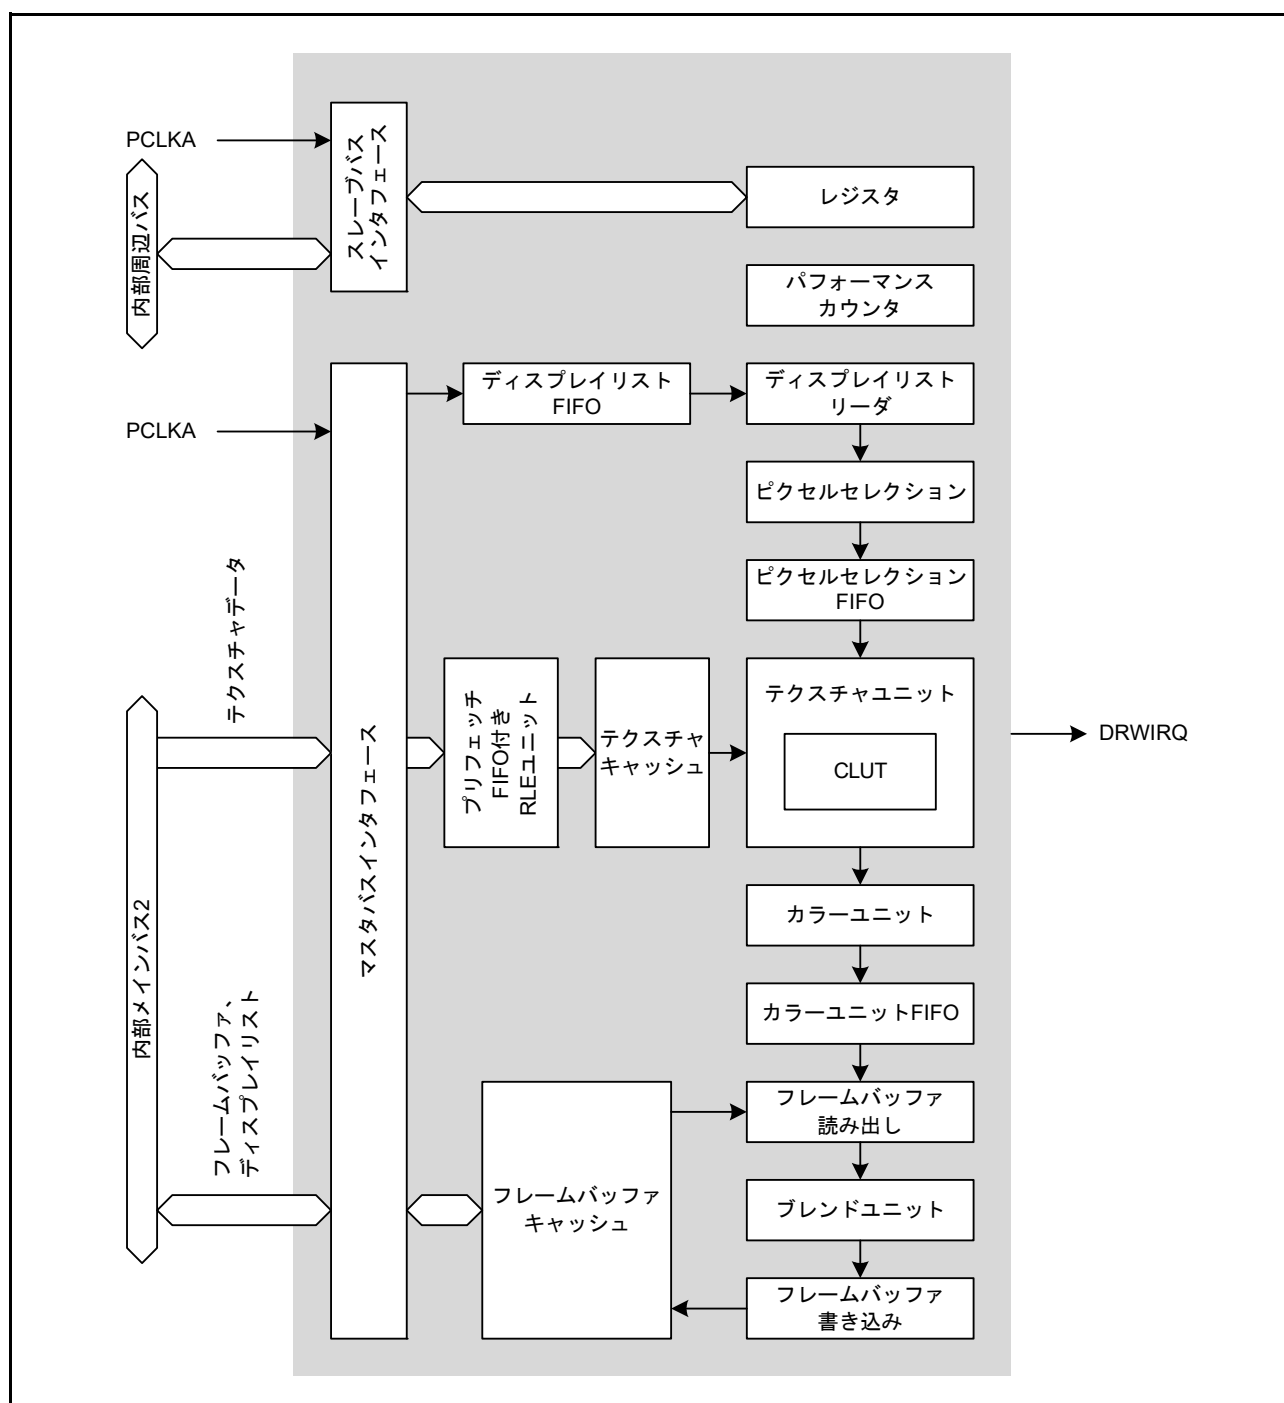 PCLKA
内部周辺バス
スレーブバス
インタフェース
レジスタ
パフォーマンス
カウンタ
PCLKA
マスタバスインタフェース
ディスプレイリスト
FIFO
ディスプレイリスト
リーダ
ピクセルセレクション
ピクセルセレクション
FIFO
テクスチャデータ
内部メインバス2
プリフェッチ
FIFO付き
RLEユニット
テクスチャ
キャッシュ
テクスチャユニット
CLUT
DRWIRQ
カラーユニット
カラーユニットFIFO
フレームバッファ、
ディスプレイリスト
フレームバッファ
キャッシュ
フレームバッファ
読み出し
ブレンドユニット
フレームバッファ
書き込み